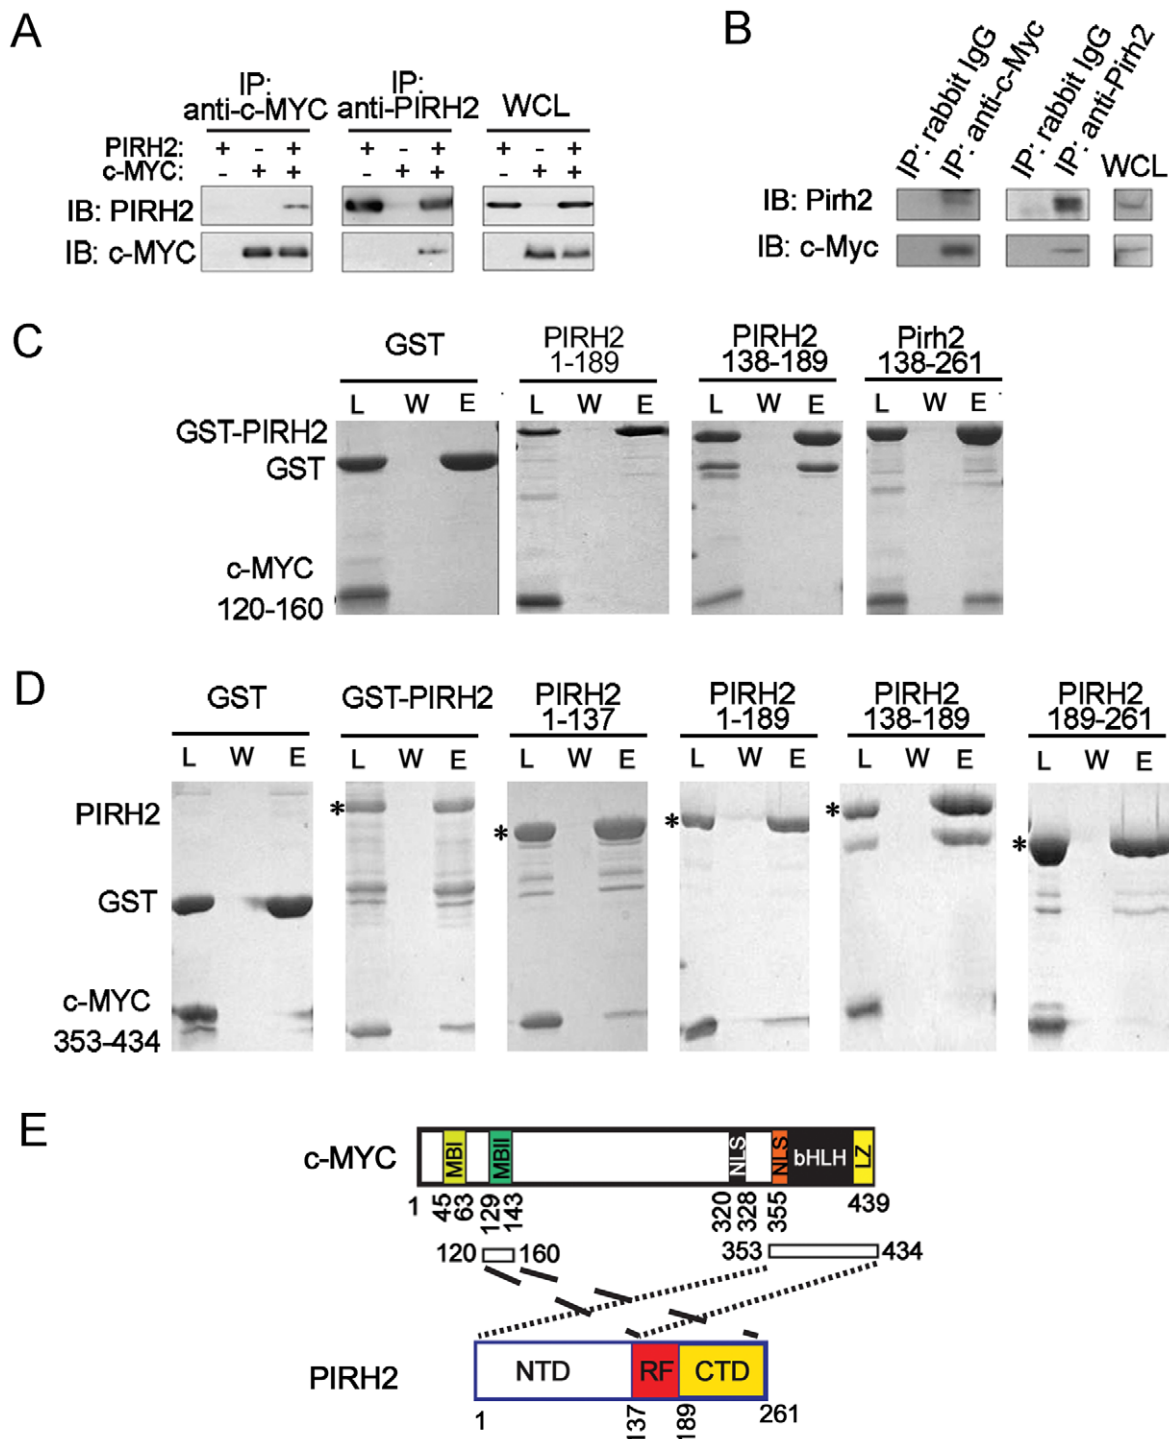 A
IP: anti-c-MYC
IP: anti-PIRH2
WCL
PIRH2: + - + + - + + - +
c-MYC: - + + - + + - + +
IB: PIRH2
IB: c-MYC
B
IP: rabbit IgG
IP: anti-c-Myc
IP: rabbit IgG
IP: anti-Pirh2
WCL
IB: Pirh2
IB: c-Myc
C
GST
PIRH2 1-189
PIRH2 138-189
Pirh2 138-261
L W E L W E L W E L W E
GST-PIRH2
GST
c-MYC
120-160
D
GST
GST-PIRH2
PIRH2 1-137
PIRH2 1-189
PIRH2 138-189
PIRH2 189-261
L W E L W E L W E L W E L W E L W E
PIRH2 * * * * *
GST
c-MYC
353-434
E
c-MYC
MBI MBII NLS NLS bHLH LZ
1 45 63 129 143 320 328 355 439
120 160 353 434
PIRH2
NTD RF CTD
1 137 189 261